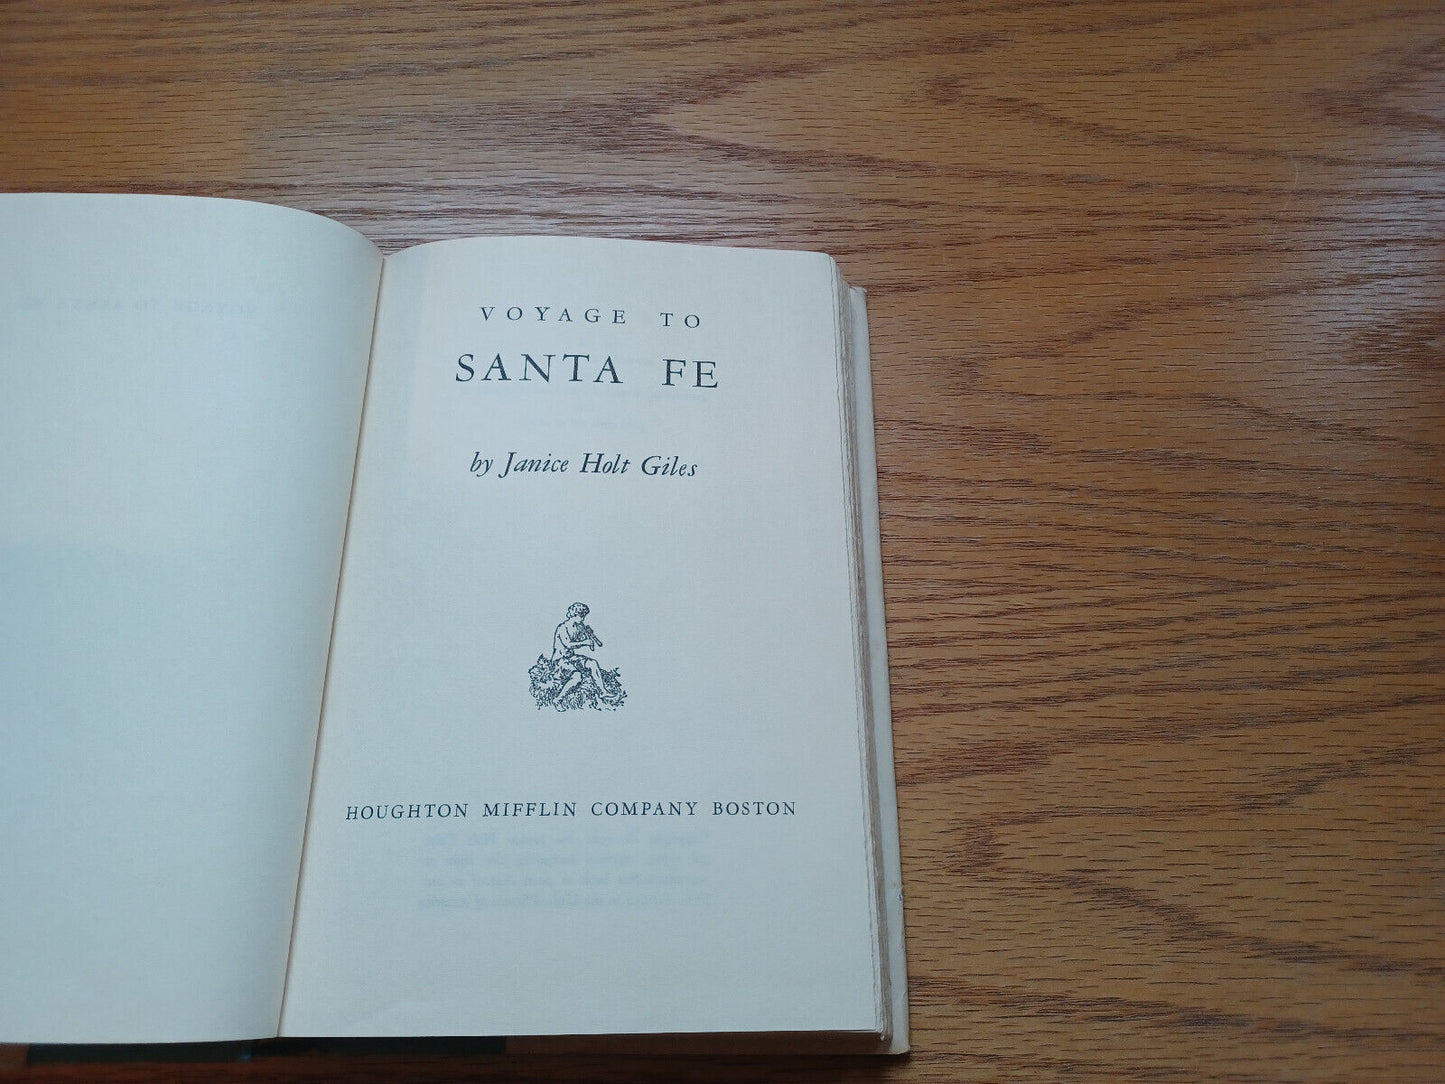 VOYAGE TO
SANTA FE
by Janice Holt Giles
HOUGHTON MIFFLIN COMPANY BOSTON